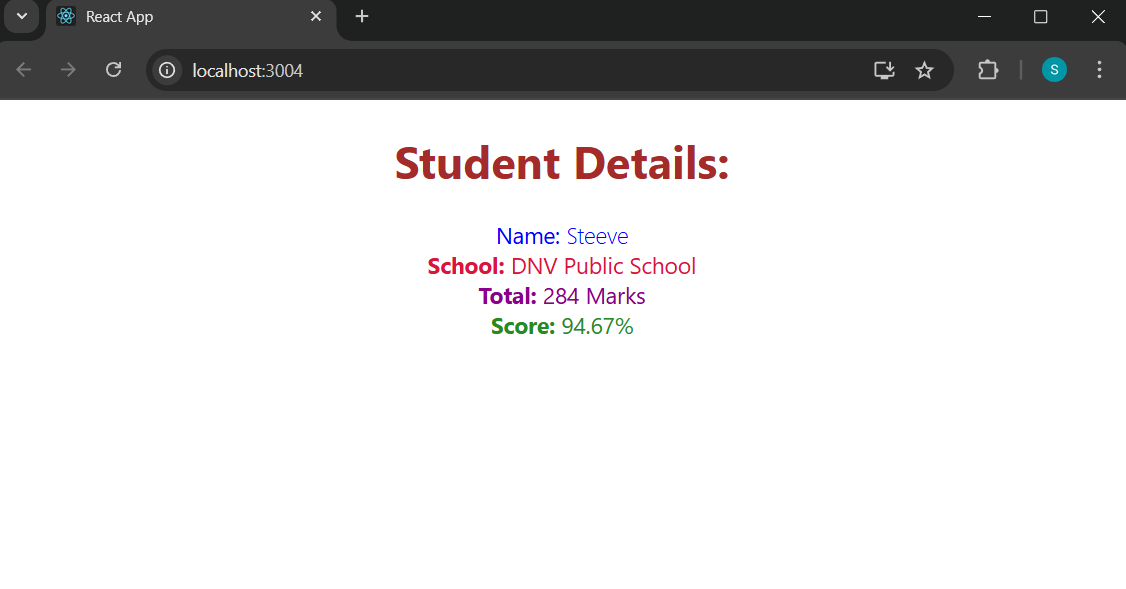 React App
localhost:3004
S
Student Details:
Name: Steeve
School: DNV Public School
Total: 284 Marks
Score: 94.67%